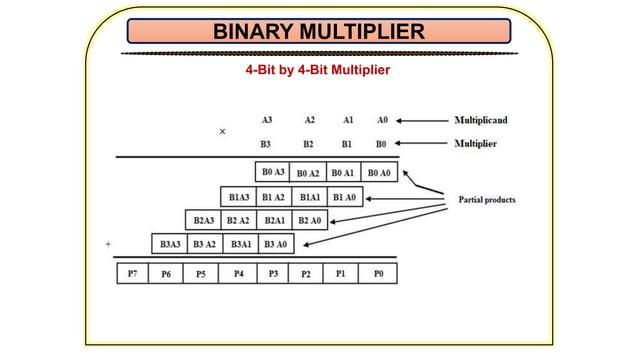 BINARY MULTIPLIER
4-Bit by 4-Bit Multiplier
A3 A2 A1 A0 Multiplicand
x
B3 B2 B1 B0 Multiplier
B0 A3 B0 A2 B0 A1 B0 A0
B1A3 B1 A2 B1A1 B1 A0 Partial products
B2A3 B2 A2 B2A1 B2 A0
+ B3A3 B3 A2 B3A1 B3 A0
P7 P6 P5 P4 P3 P2 P1 P0